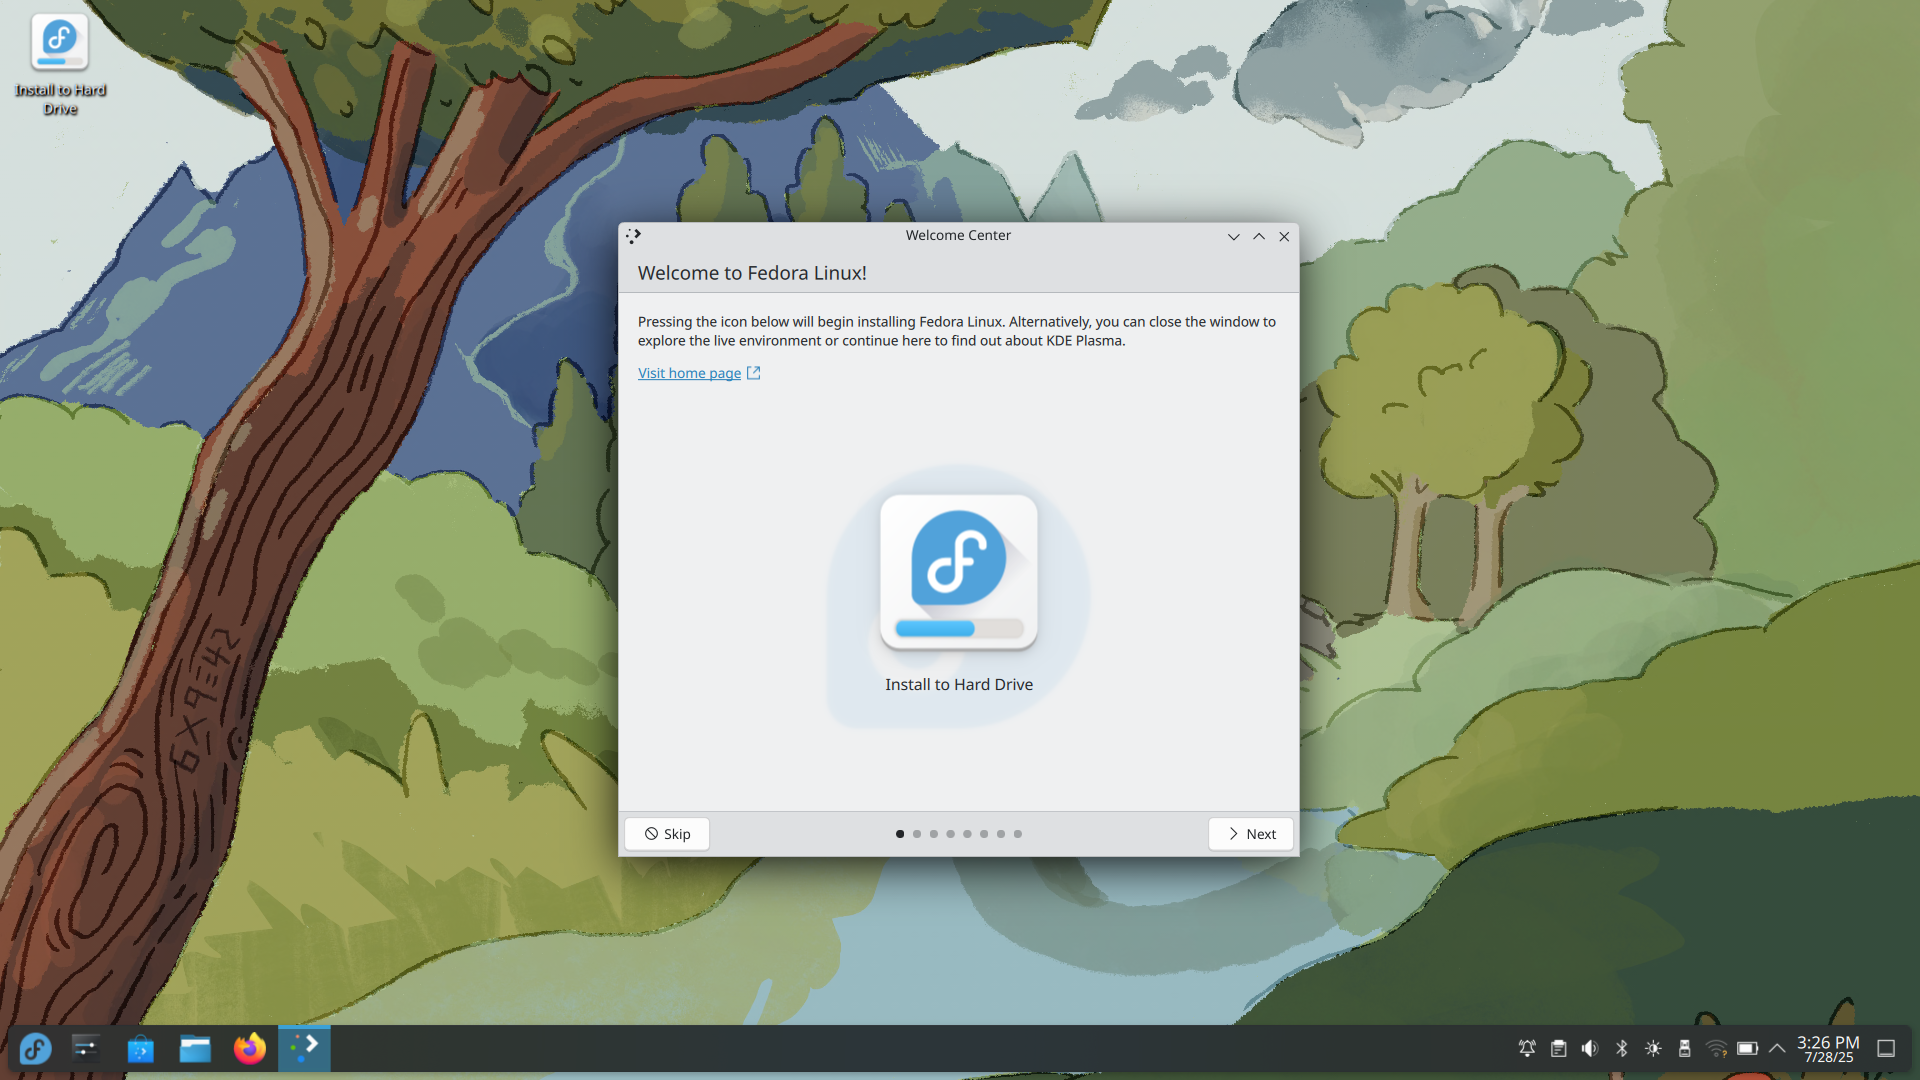 Install to Hard
Drive
Welcome Center
Welcome to Fedora Linux!
Pressing the icon below will begin installing Fedora Linux. Alternatively, you can close the window to
explore the live environment or continue here to find out about KDE Plasma.
Visit home page
Install to Hard Drive
Skip
Next
6×9=42
3:26 PM
7/28/25